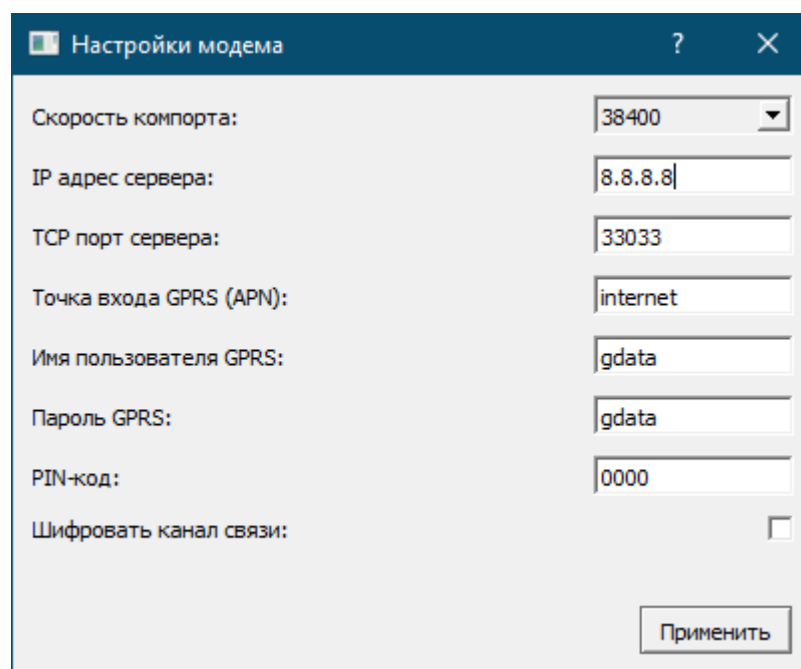 Настройки модема
Скорость компорта: 38400
IP адрес сервера: 8.8.8.8
TCP порт сервера: 33033
Точка входа GPRS (APN): internet
Имя пользователя GPRS: gdata
Пароль GPRS: gdata
PIN-код: 0000
Шифровать канал связи:
Применить